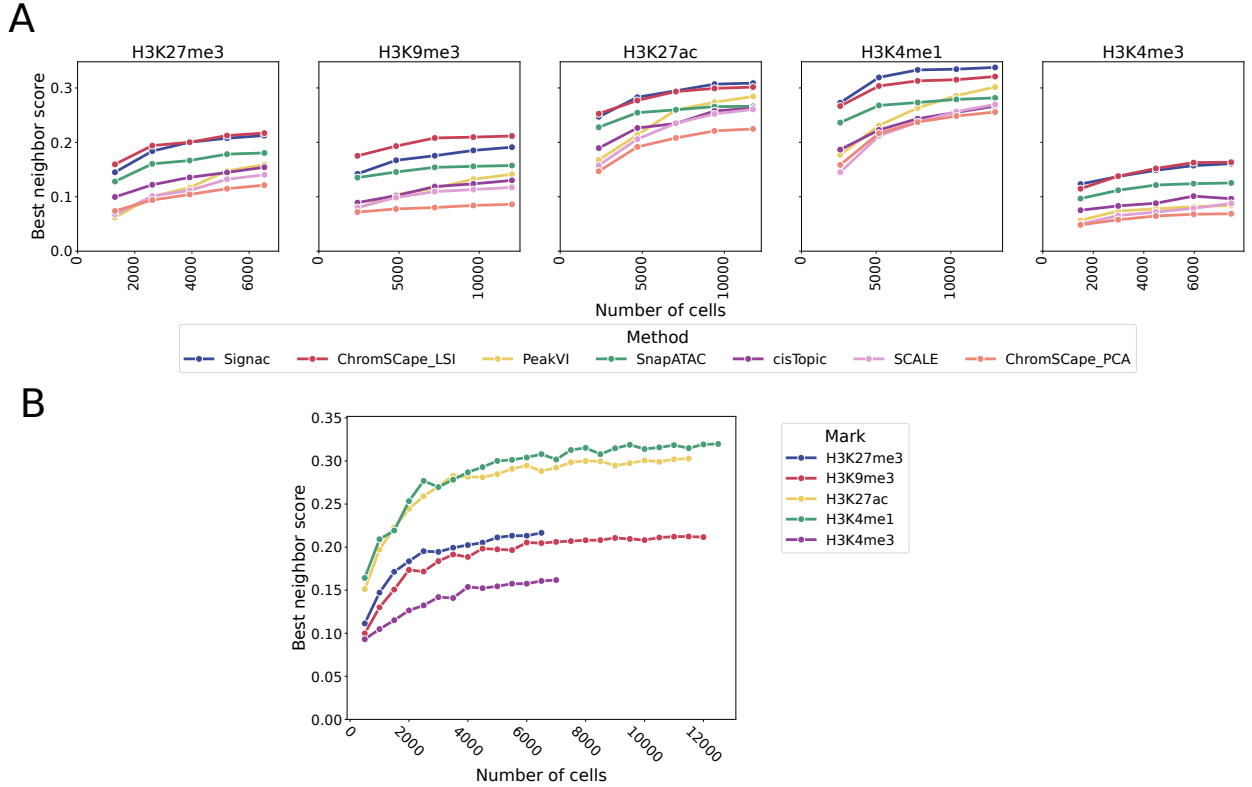 A
H3K27me3 H3K9me3 H3K27ac H3K4me1 H3K4me3
Best neighbor score
0.3
0.2
0.1
0.0
0 20000 40000 60000
0 5000 10000
0 5000 10000
0 5000 10000
0 2000 4000 6000
Number of cells
Method
Signac ChromSCape_LSI PeakVI SnapATAC cisTopic SCALE ChromSCape_PCA
B
Best neighbor score
0.35
0.30
0.25
0.20
0.15
0.10
0.05
0.00
0 2000 4000 6000 8000 10000 12000
Number of cells
Mark
H3K27me3
H3K9me3
H3K27ac
H3K4me1
H3K4me3